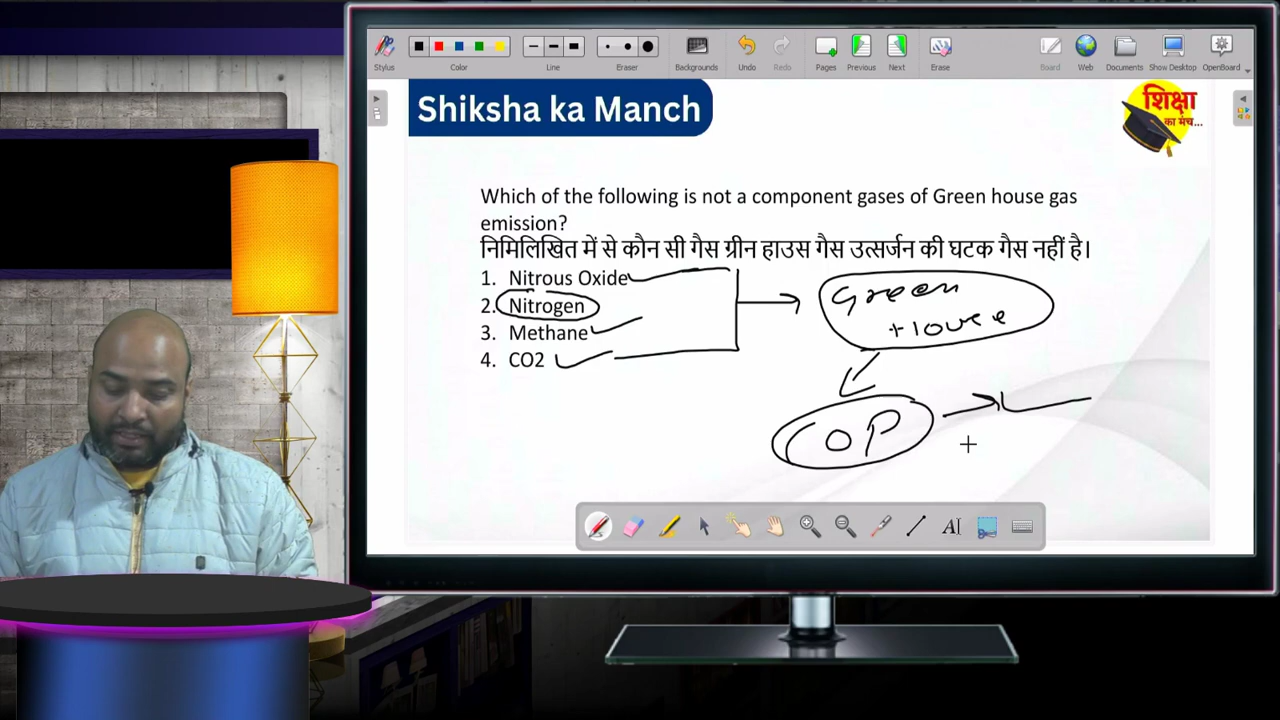 Stylus
Color
Line
Eraser
Backgrounds
Undo
Redo
Pages
Previous
Next
Erase
Board
Web
Documents
Show Desktop
OpenBoard
Shiksha ka Manch
शिक्षा
का मंच...
Which of the following is not a component gases of Green house gas
emission?
निमिलिखित में से कौन सी गैस ग्रीन हाउस गैस उत्सर्जन की घटक गैस नहीं है।
1. Nitrous Oxide
2. Nitrogen
3. Methane
4. CO2
Green
House
COP
AI